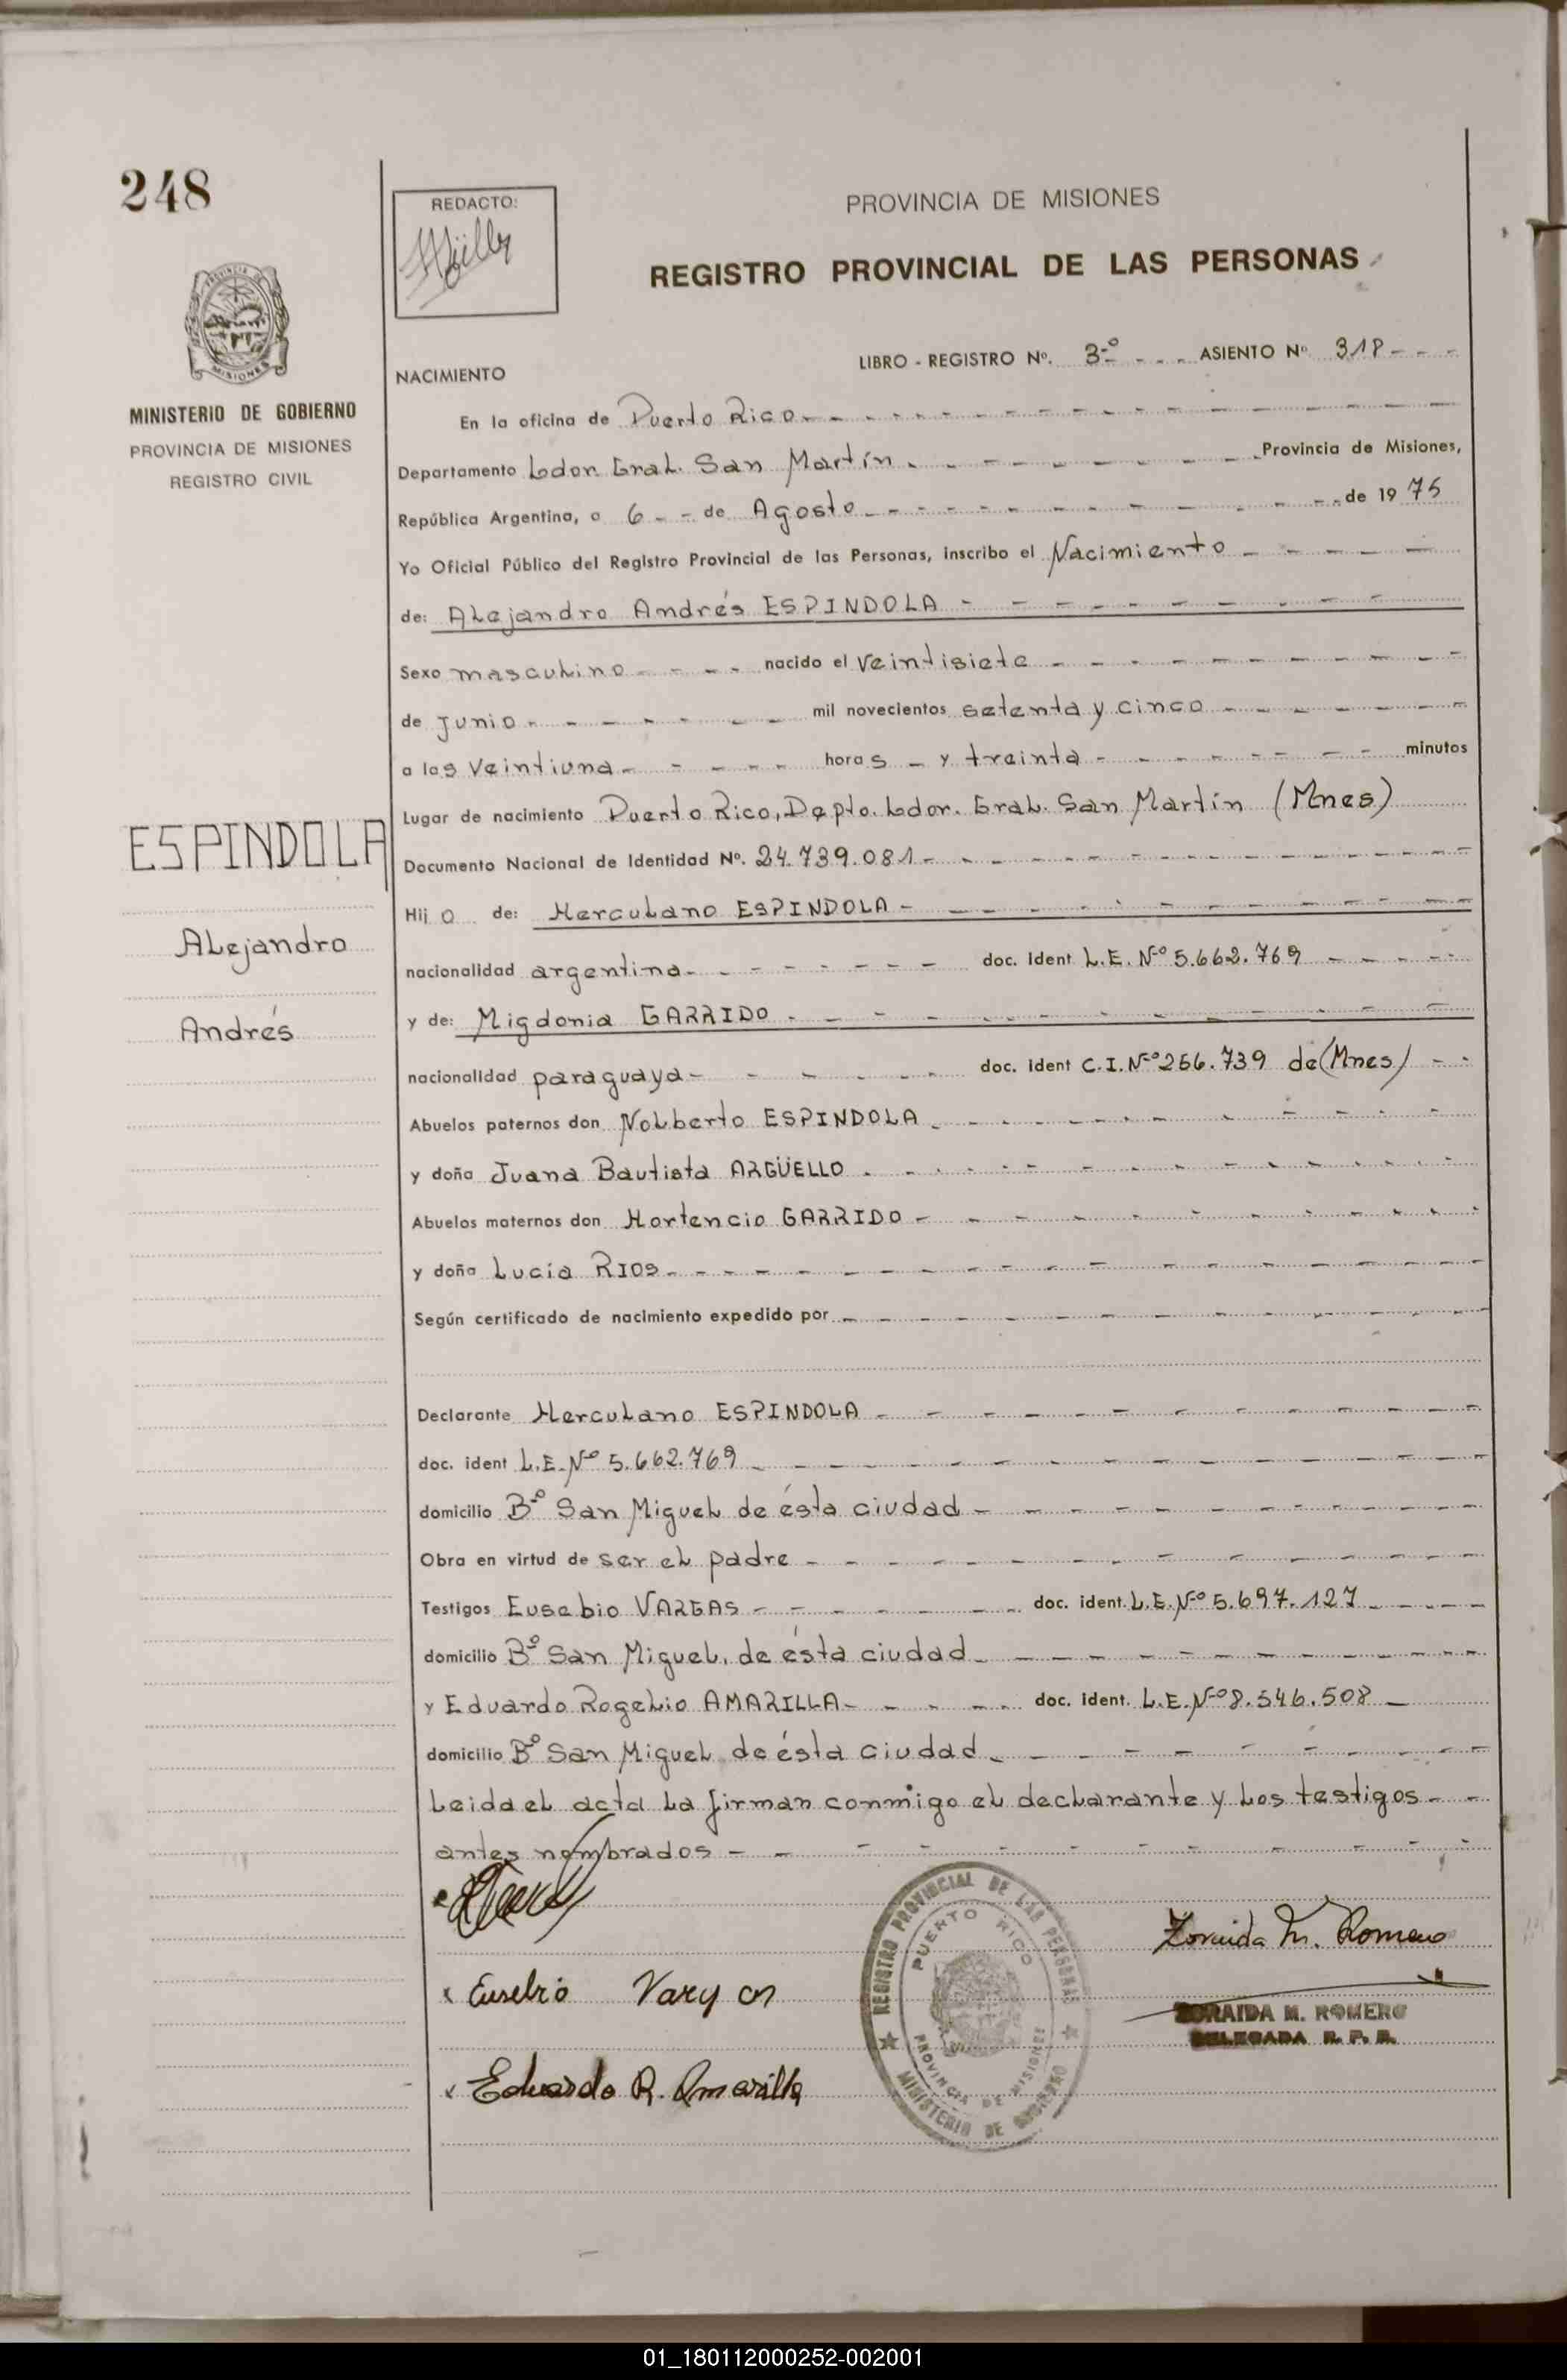 248
REDACTO:
PROVINCIA DE MISIONES
REGISTRO PROVINCIAL DE LAS PERSONAS
PROVINCIA DE
MISIONES
MINISTERIO DE GOBIERNO
PROVINCIA DE MISIONES
REGISTRO CIVIL
LIBRO - REGISTRO Nº. 3º ASIENTO Nº 318
NACIMIENTO
En la oficina de Puerto Rico
Departamento Ldor. Gral. San Martín Provincia de Misiones,
República Argentina, a 6 de Agosto de 1975
Yo Oficial Público del Registro Provincial de las Personas, inscribo el Nacimiento
de: Alejandro Andrés ESPINDOLA
Sexo masculino nacido el veintisiete
de junio mil novecientos setenta y cinco
a las veintiuna horas y treinta minutos
Lugar de nacimiento Puerto Rico, Depto. Ldor. Gral. San Martín (Mnes)
Documento Nacional de Identidad Nº. 24.739.081
Hijo de: Herculano ESPINDOLA
nacionalidad argentina doc. Ident L.E. Nº 5.662.769
y de: Migdonia GARRIDO
nacionalidad paraguaya doc. ident C.I. Nº 256.739 de (Mnes)
Abuelos paternos don Nolberto ESPINDOLA
y doña Juana Bautista ARGÜELLO
Abuelos maternos don Hortencio GARRIDO
y doña Lucía RIOS
Según certificado de nacimiento expedido por
Declarante Herculano ESPINDOLA
doc. ident L.E. Nº 5.662.769
domicilio Bº San Miguel de ésta ciudad
Obra en virtud de ser el padre
Testigos Eusebio VARGAS doc. ident. L.E. Nº 5.697.127
domicilio Bº San Miguel, de ésta ciudad
y Eduardo Rogelio AMARILLA doc. ident. L.E. Nº 8.546.508
domicilio Bº San Miguel de ésta ciudad
Leida el acta la firman conmigo el declarante y los testigos
antes nombrados
ESPINDOLA
Alejandro
Andrés
REGISTRO PROVINCIAL DE LAS PERSONAS
PUERTO RICO
PROVINCIA DE MISIONES
MINISTERIO DE GOBIERNO
Zoraida M. Romero
Eusebio Vargas
ZORAIDA M. ROMERO
DELEGADA R. P. P.
Eduardo R. Amarilla
01_180112000252-002001